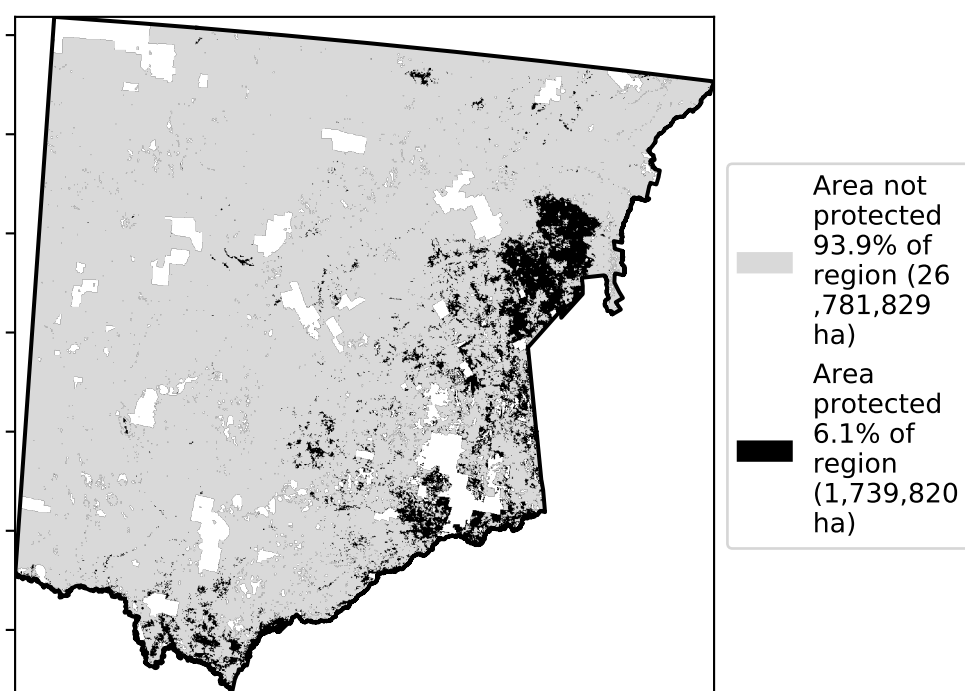 Area not
protected
93.9% of
region (26
,781,829
ha)
Area
protected
6.1% of
region
(1,739,820
ha)